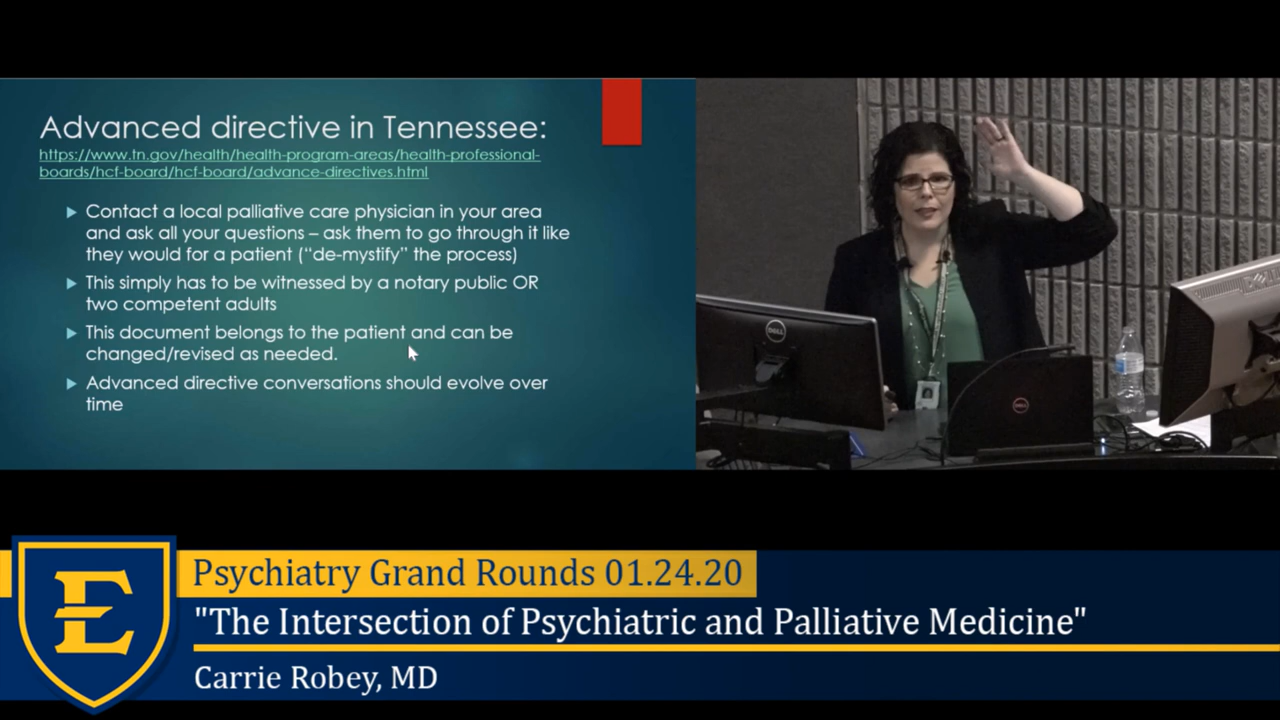 Advanced directive in Tennessee:
https://www.tn.gov/health/health-program-areas/health-professional-
boards/hcf-board/hcf-board/advance-directives.html
Contact a local palliative care physician in your area
and ask all your questions – ask them to go through it like
they would for a patient (“de-mystify” the process)
This simply has to be witnessed by a notary public OR
two competent adults
This document belongs to the patient and can be
changed/revised as needed.
Advanced directive conversations should evolve over
time
DELL
DELL
E
Psychiatry Grand Rounds 01.24.20
"The Intersection of Psychiatric and Palliative Medicine"
Carrie Robey, MD